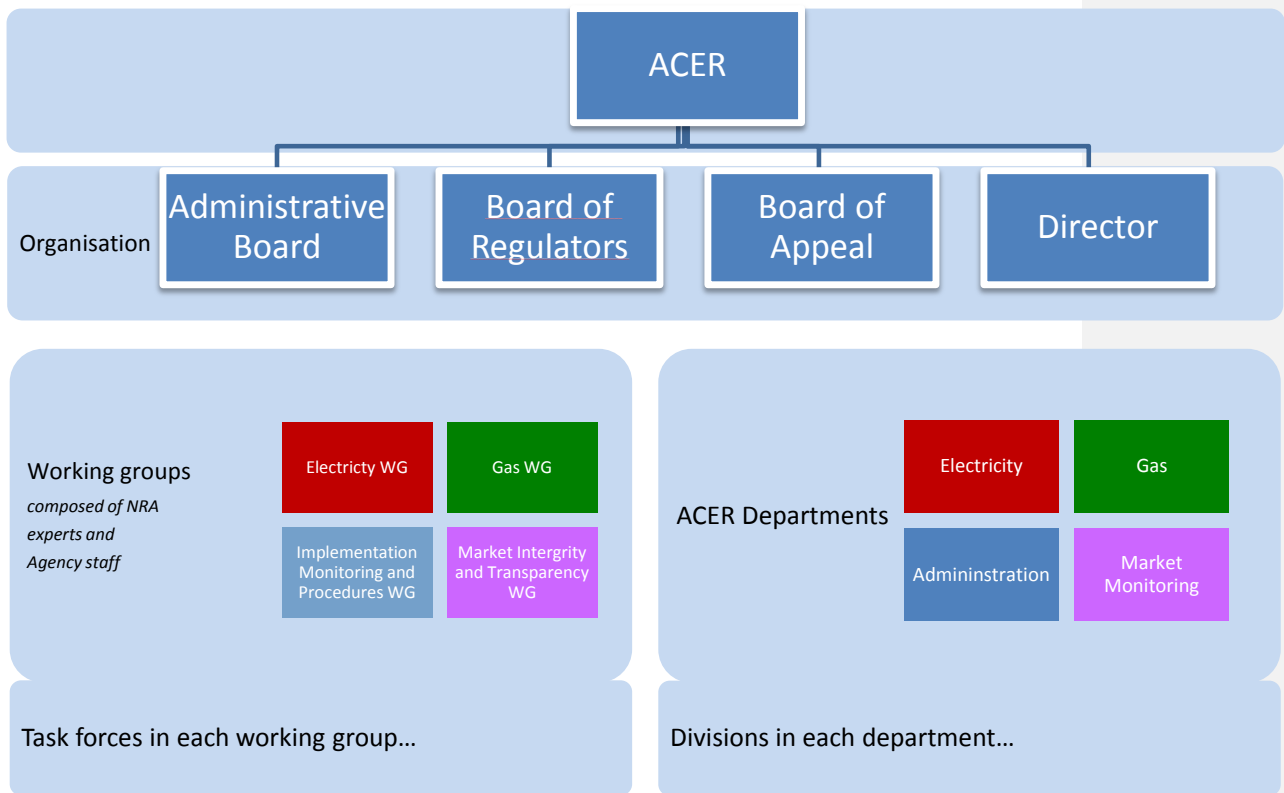 ACER
Organisation
Administrative
Board
Board of
Regulators
Board of
Appeal
Director
Working groups
composed of NRA
experts and
Agency staff
Electricty WG
Gas WG
Implementation
Monitoring and
Procedures WG
Market Intergrity
and Transparency
WG
ACER Departments
Electricity
Gas
Admininstration
Market
Monitoring
Task forces in each working group…
Divisions in each department…